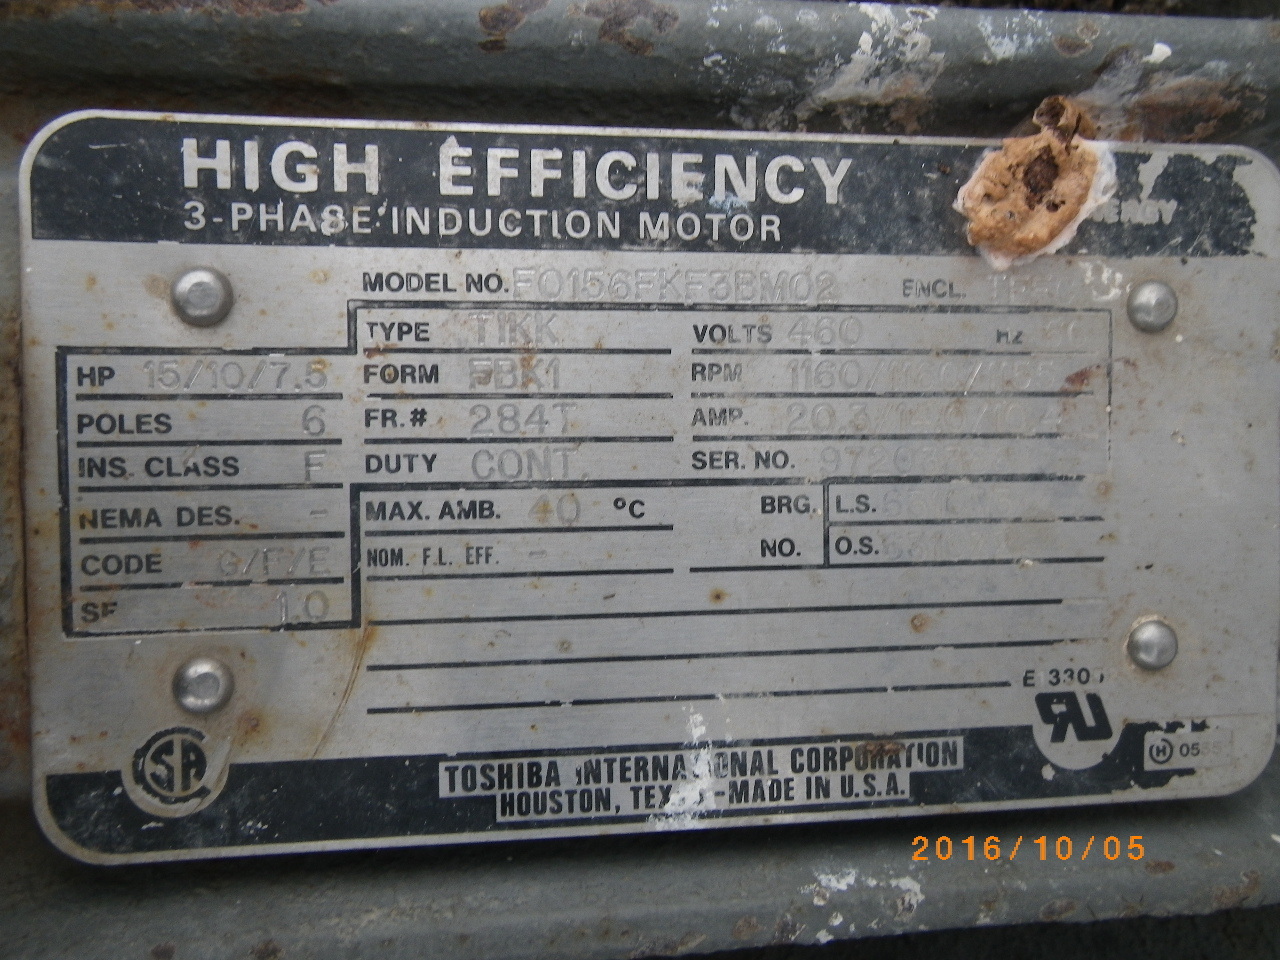 HIGH EFFICIENCY
3-PHASE INDUCTION MOTOR
MODEL NO. F0156FKF3BM02 ENCL.
TYPE TIKK VOLTS 460 HZ
HP 15/10/7.5 FORM FBK1 RPM
POLES 6 FR.# 284T AMP.
INS. CLASS F DUTY CONT. SER. NO.
NEMA DES. - MAX. AMB. 40 °C BRG. L.S.
CODE G/F/E NOM. F.L. EFF. - NO. O.S.
SF 1.0
SA
TOSHIBA INTERNATIONAL CORPORATION
HOUSTON, TEXAS-MADE IN U.S.A.
2016/10/05